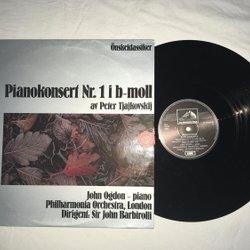 Önskeklassiker
Pianokonsert Nr. 1 i b-moll
av Peter Tjajkovskij
John Ogdon – piano
Philharmonia Orchestra, London
Dirigent: Sir John Barbirolli